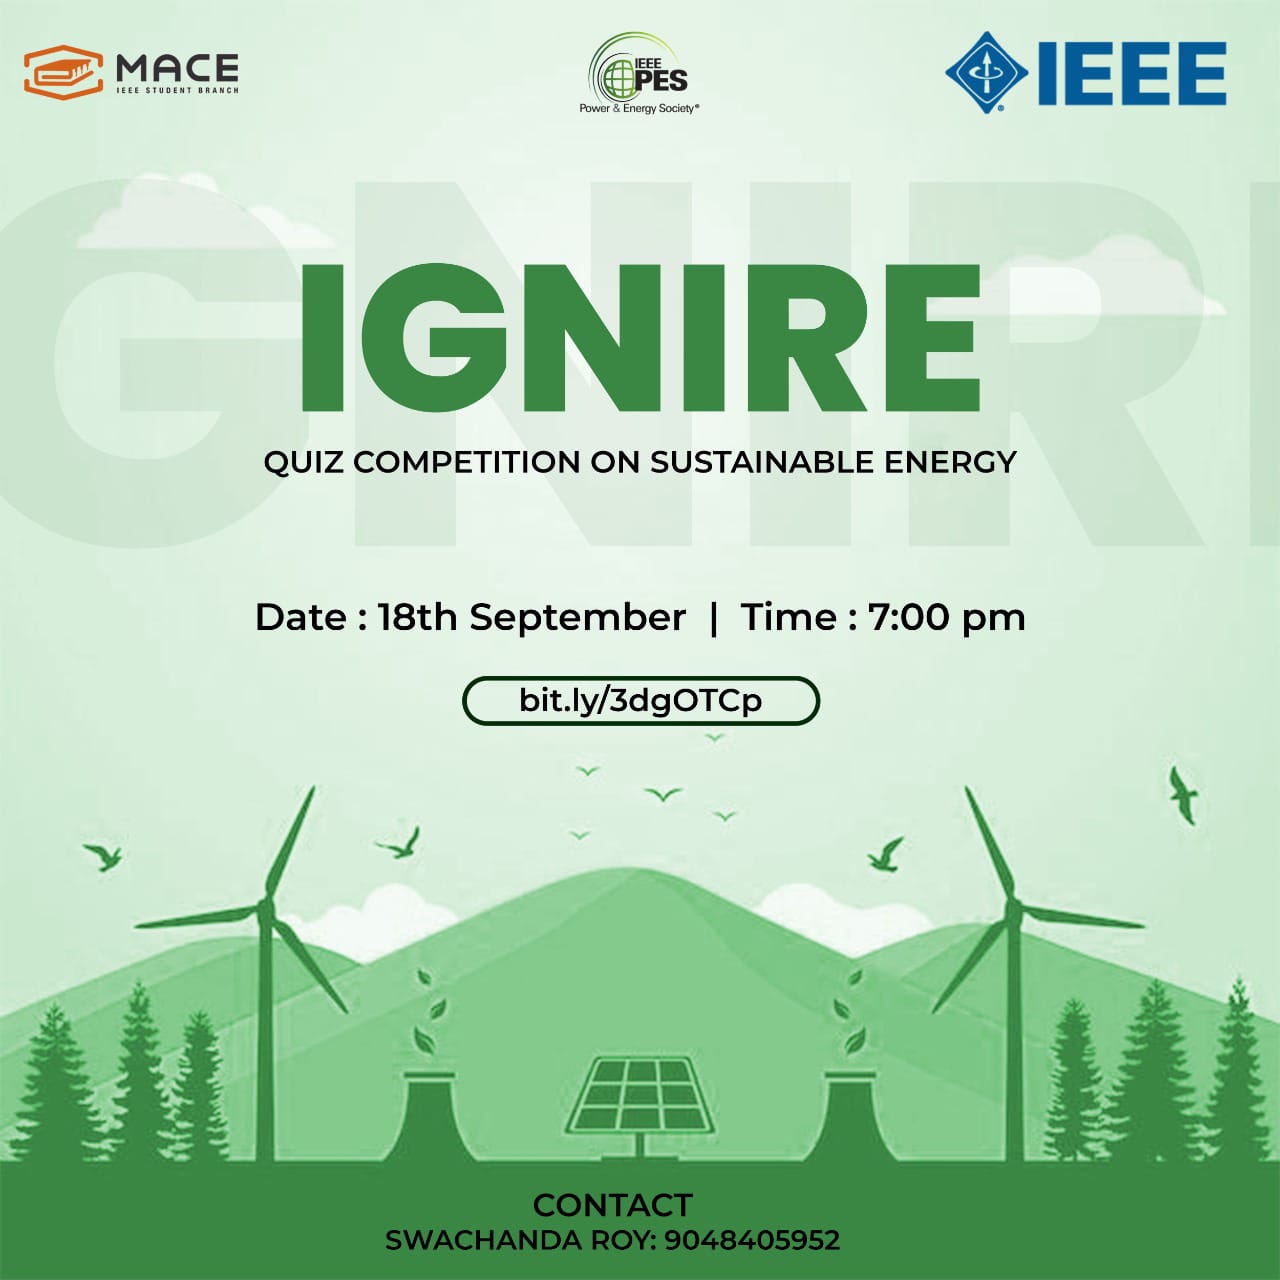 MACE
IEEE STUDENT BRANCH
IEEE
PES
Power & Energy Society®
IEEE
GNIRE
IGNIRE
QUIZ COMPETITION ON SUSTAINABLE ENERGY
Date : 18th September | Time : 7:00 pm
bit.ly/3dgOTCp
CONTACT
SWACHANDA ROY: 9048405952